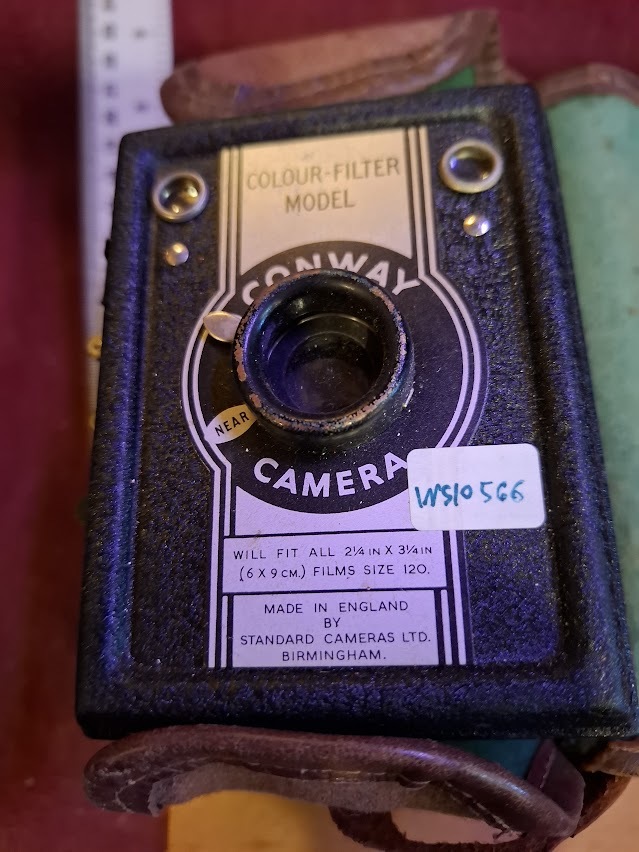 COLOUR-FILTER
MODEL
CONWAY
NEAR
CAMERA
WILL FIT ALL 2¼ IN X 3¼ IN
(6 X 9 CM.) FILMS SIZE 120.
MADE IN ENGLAND
BY
STANDARD CAMERAS LTD.
BIRMINGHAM.